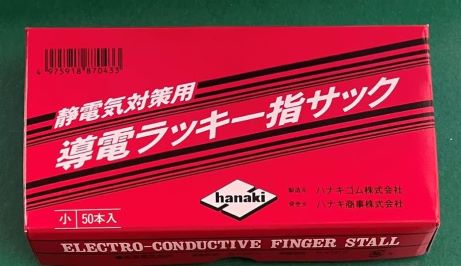 4 975918 870433
静電気対策用
導電ラッキー指サック
hanaki
製造元 ハナキゴム株式会社
発売元 ハナキ商事株式会社
小 50本入
ELECTRO-CONDUCTIVE FINGER STALL